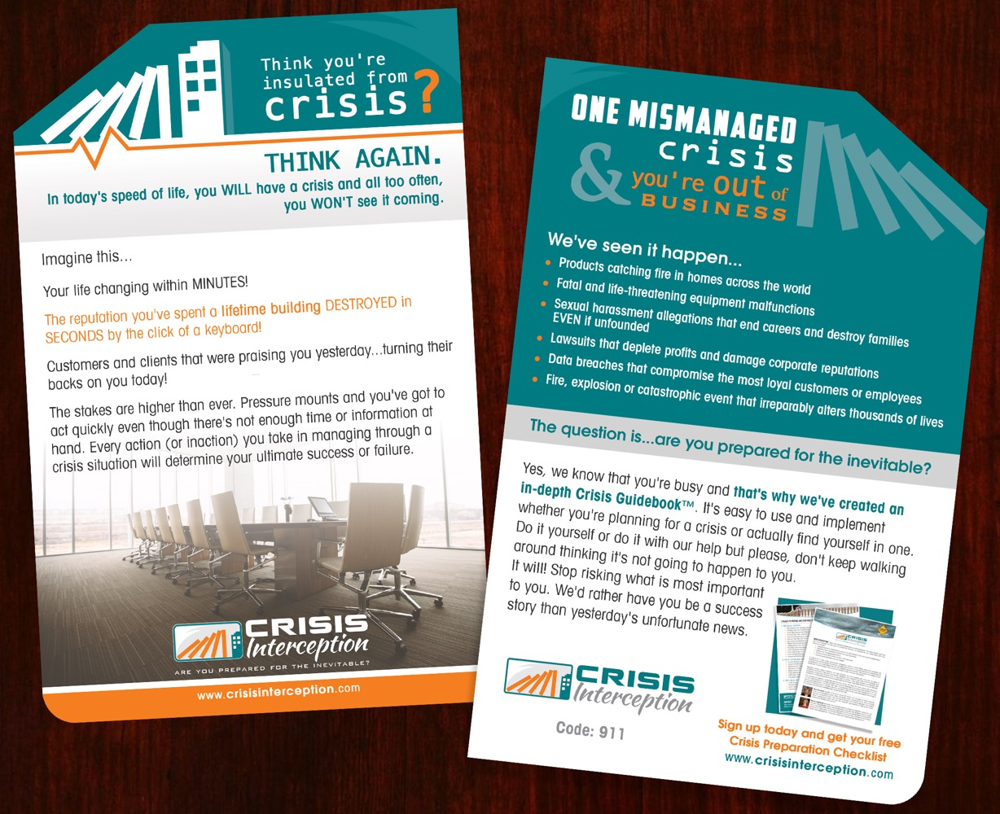 Think you're
insulated from
crisis?
THINK AGAIN.
In today's speed of life, you WILL have a crisis and all too often,
you WON'T see it coming.
Imagine this...
Your life changing within MINUTES!
The reputation you've spent a lifetime building DESTROYED in
SECONDS by the click of a keyboard!
Customers and clients that were praising you yesterday...turning their
backs on you today!
The stakes are higher than ever. Pressure mounts and you've got to
act quickly even though there's not enough time or information at
hand. Every action (or inaction) you take in managing through a
crisis situation will determine your ultimate success or failure.
CRISIS
Interception
ARE YOU PREPARED FOR THE INEVITABLE?
www.crisisinterception.com
ONE MISMANAGED
crisis
& you're out of
BUSINESS
We've seen it happen...
• Products catching fire in homes across the world
• Fatal and life-threatening equipment malfunctions
• Sexual harassment allegations that end careers and destroy families
EVEN if unfounded
• Lawsuits that deplete profits and damage corporate reputations
• Data breaches that compromise the most loyal customers or employees
• Fire, explosion or catastrophic event that irreparably alters thousands of lives
The question is...are you prepared for the inevitable?
Yes, we know that you're busy and that's why we've created an
in-depth Crisis Guidebook™. It's easy to use and implement
whether you're planning for a crisis or actually find yourself in one.
Do it yourself or do it with our help but please, don't keep walking
around thinking it's not going to happen to you.
It will! Stop risking what is most important
to you. We'd rather have you be a success
story than yesterday's unfortunate news.
CRISIS
Interception
CRISIS
Interception
Code: 911
Sign up today and get your free
Crisis Preparation Checklist
www.crisisinterception.com